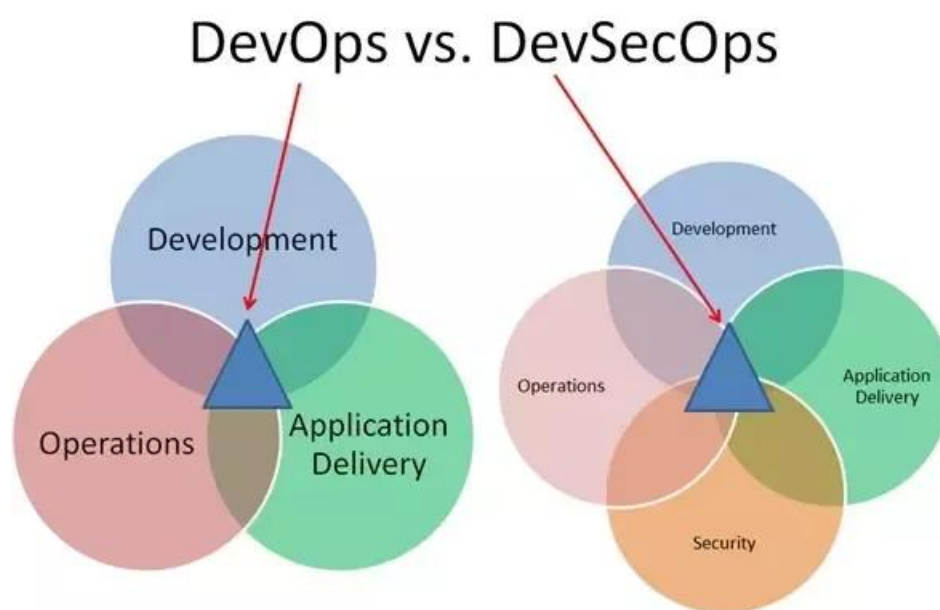 DevOps vs. DevSecOps
Development
Operations
Application
Delivery
Development
Operations
Application
Delivery
Security